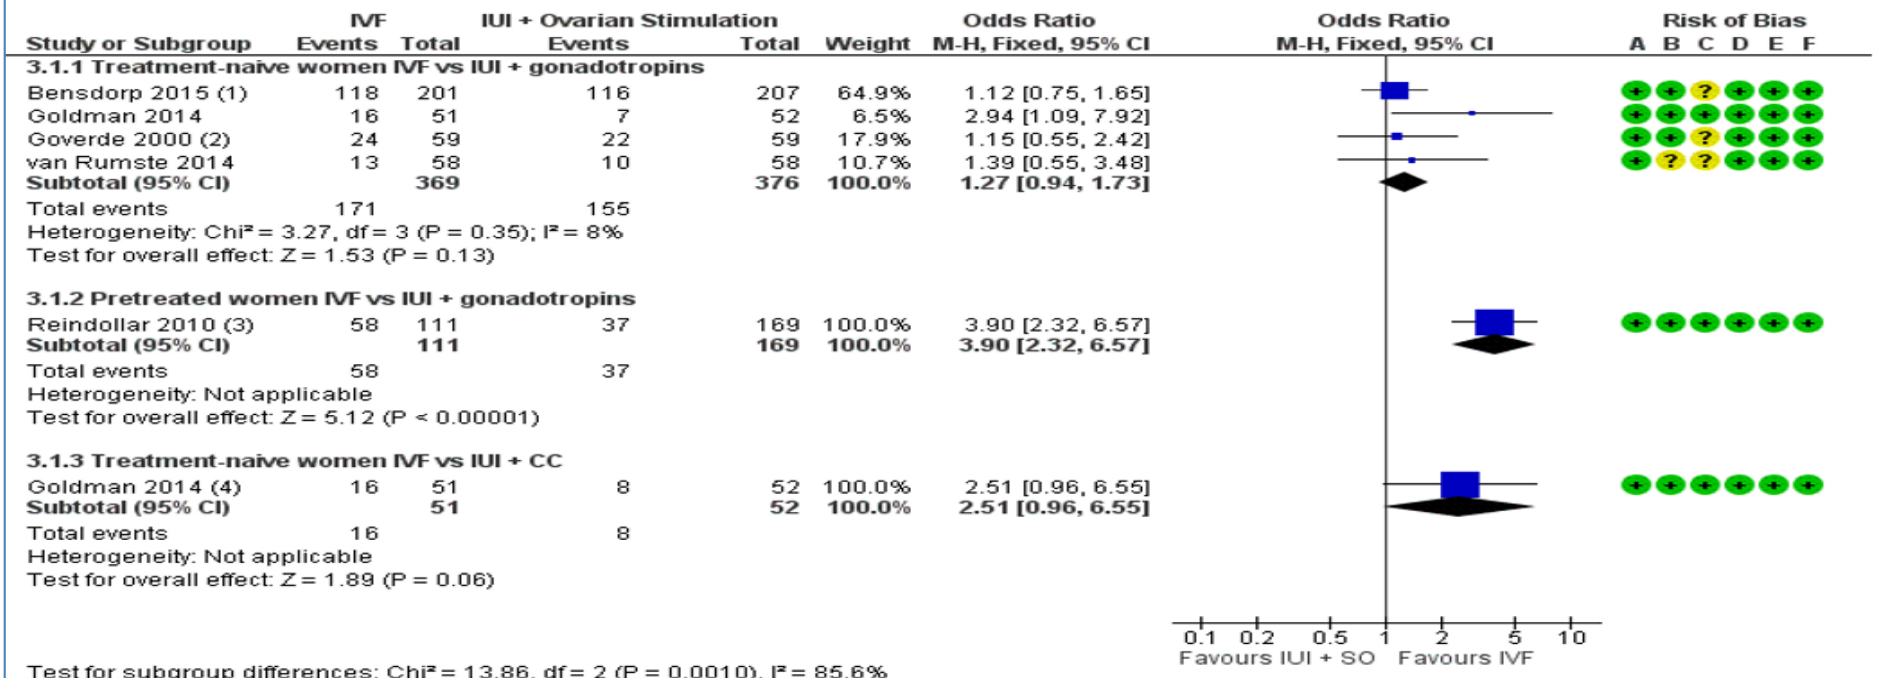 IVF IUI + Ovarian Stimulation Odds Ratio Odds Ratio Risk of Bias
Study or Subgroup Events Total Events Total Weight M-H, Fixed, 95% CI M-H, Fixed, 95% CI A B C D E F
3.1.1 Treatment-naive women IVF vs IUI + gonadotropins
Bensdorp 2015 (1) 118 201 116 207 64.9% 1.12 [0.75, 1.65] + + ? + + +
Goldman 2014 16 51 7 52 6.5% 2.94 [1.09, 7.92] + + + + + +
Goverde 2000 (2) 24 59 22 59 17.9% 1.15 [0.55, 2.42] + + ? + + +
van Rumste 2014 13 58 10 58 10.7% 1.39 [0.55, 3.48] + ? ? + + +
Subtotal (95% CI) 369 376 100.0% 1.27 [0.94, 1.73]
Total events 171 155
Heterogeneity: Chi² = 3.27, df = 3 (P = 0.35); I² = 8%
Test for overall effect: Z = 1.53 (P = 0.13)
3.1.2 Pretreated women IVF vs IUI + gonadotropins
Reindollar 2010 (3) 58 111 37 169 100.0% 3.90 [2.32, 6.57] + + + + + +
Subtotal (95% CI) 111 169 100.0% 3.90 [2.32, 6.57]
Total events 58 37
Heterogeneity: Not applicable
Test for overall effect: Z = 5.12 (P < 0.00001)
3.1.3 Treatment-naive women IVF vs IUI + CC
Goldman 2014 (4) 16 51 8 52 100.0% 2.51 [0.96, 6.55] + + + + + +
Subtotal (95% CI) 51 52 100.0% 2.51 [0.96, 6.55]
Total events 16 8
Heterogeneity: Not applicable
Test for overall effect: Z = 1.89 (P = 0.06)
0.1 0.2 0.5 1 2 5 10
Favours IUI + SO Favours IVF
Test for subgroup differences: Chi² = 13.86, df = 2 (P = 0.0010), I² = 85.6%